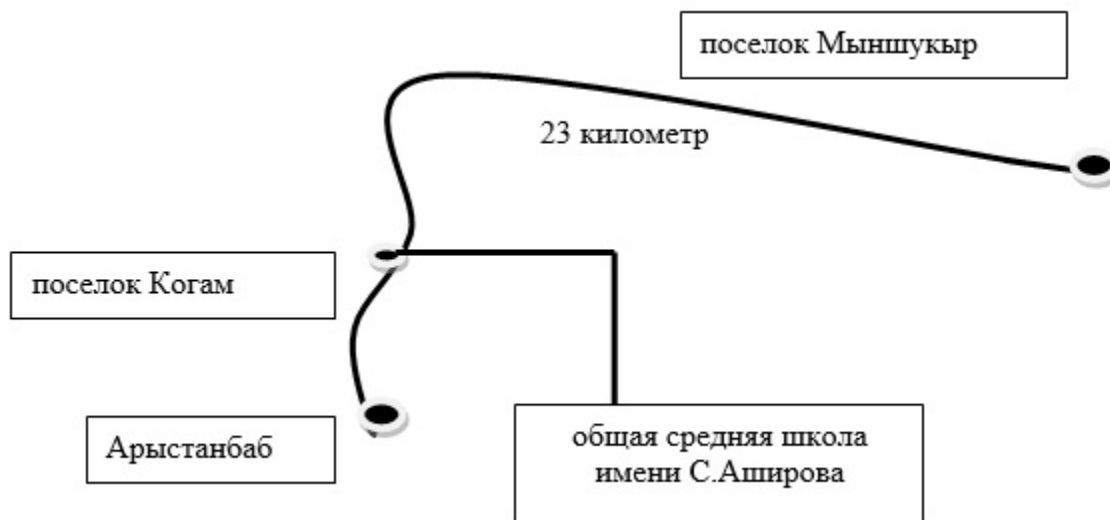 поселок Мыншукыр
23 километр
поселок Когам
Арыстанбаб
общая средняя школа
имени С.Аширова